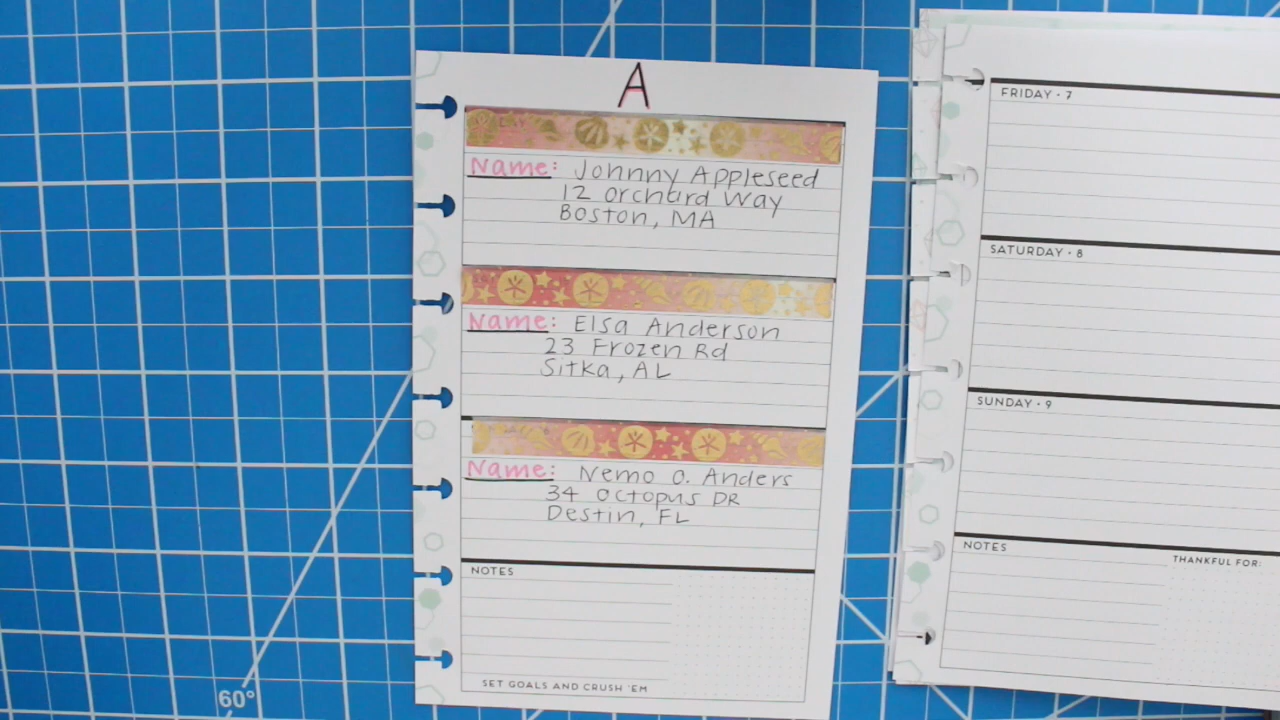 A
Name: Johnny Appleseed
12 Orchard Way
Boston, MA
Name: Elsa Anderson
23 Frozen Rd
Sitka, AL
Name: Nemo O. Anders
34 Octopus DR
Destin, FL
NOTES
SET GOALS AND CRUSH 'EM
FRIDAY • 7
SATURDAY • 8
SUNDAY • 9
NOTES
THANKFUL FOR:
60°